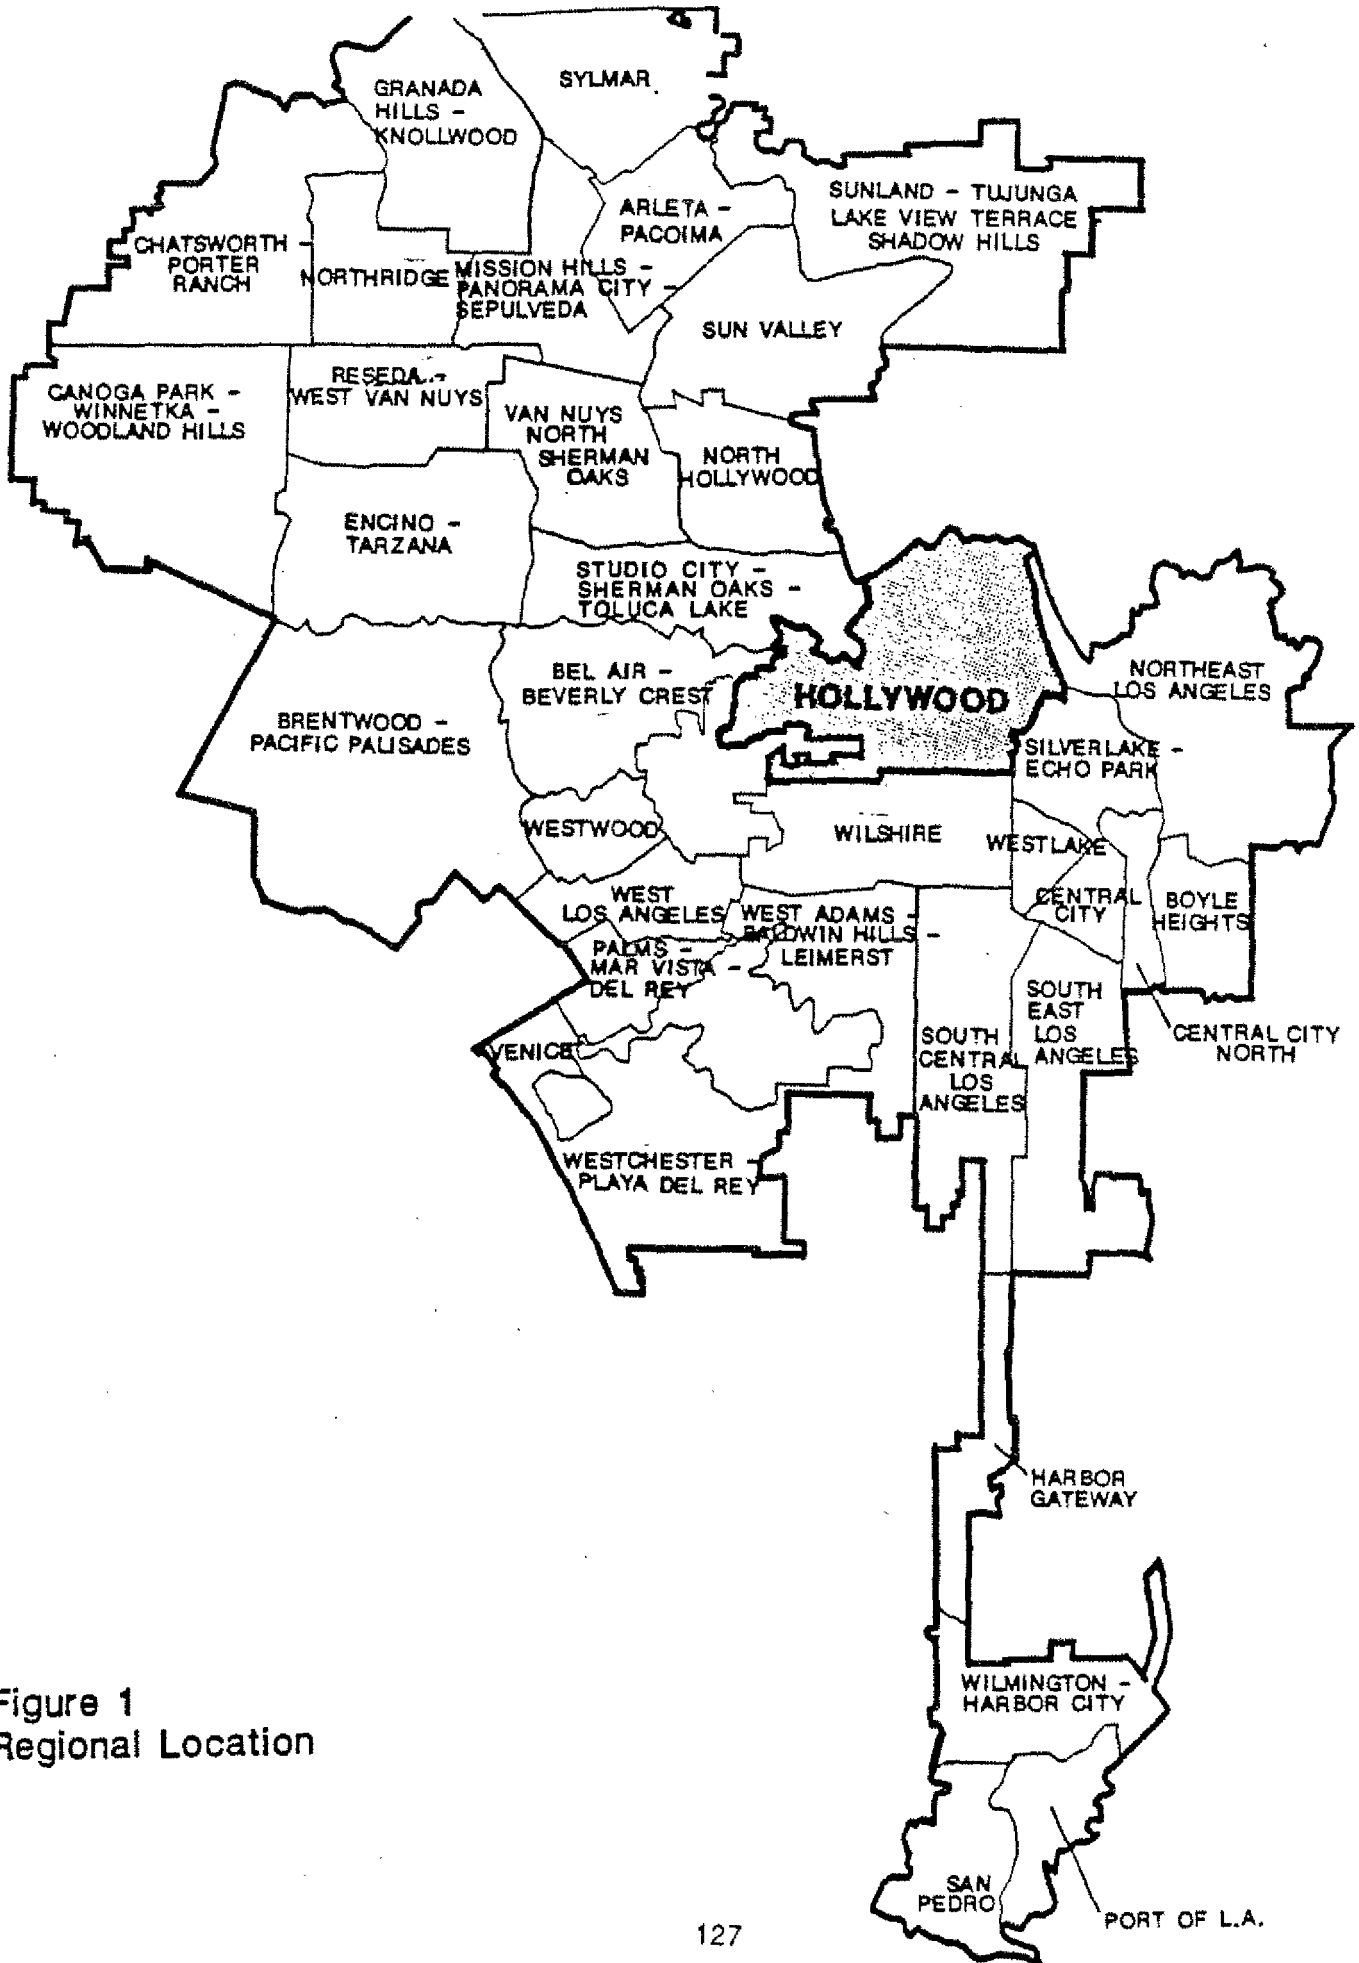 SYLMAR
GRANADA
HILLS -
KNOLLWOOD
SUNLAND - TUJUNGA
LAKE VIEW TERRACE -
SHADOW HILLS
ARLETA -
PACOIMA
CHATSWORTH -
PORTER
RANCH
NORTHRIDGE
MISSION HILLS -
PANORAMA CITY -
SEPULVEDA
SUN VALLEY
CANOGA PARK -
WINNETKA -
WOODLAND HILLS
RESEDA -
WEST VAN NUYS
VAN NUYS
NORTH
SHERMAN
OAKS
NORTH
HOLLYWOOD
ENCINO -
TARZANA
STUDIO CITY -
SHERMAN OAKS -
TOLUCA LAKE
BEL AIR -
BEVERLY CREST
HOLLYWOOD
NORTHEAST
LOS ANGELES
BRENTWOOD -
PACIFIC PALISADES
SILVERLAKE -
ECHO PARK
WESTWOOD
WILSHIRE
WESTLAKE
WEST
LOS ANGELES
WEST ADAMS -
BALDWIN HILLS -
LEIMERST
CENTRAL
CITY
BOYLE
HEIGHTS
PALMS -
MAR VISTA -
DEL REY
SOUTH
EAST
LOS
ANGELES
VENICE
SOUTH
CENTRAL
LOS
ANGELES
CENTRAL CITY
NORTH
WESTCHESTER -
PLAYA DEL REY
HARBOR
GATEWAY
WILMINGTON -
HARBOR CITY
Figure 1
Regional Location
SAN
PEDRO
PORT OF L.A.
127